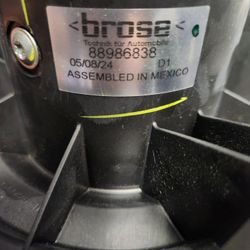 brose
Technik für Automobile
88986838
05/08/24 D1
ASSEMBLED IN MEXICO